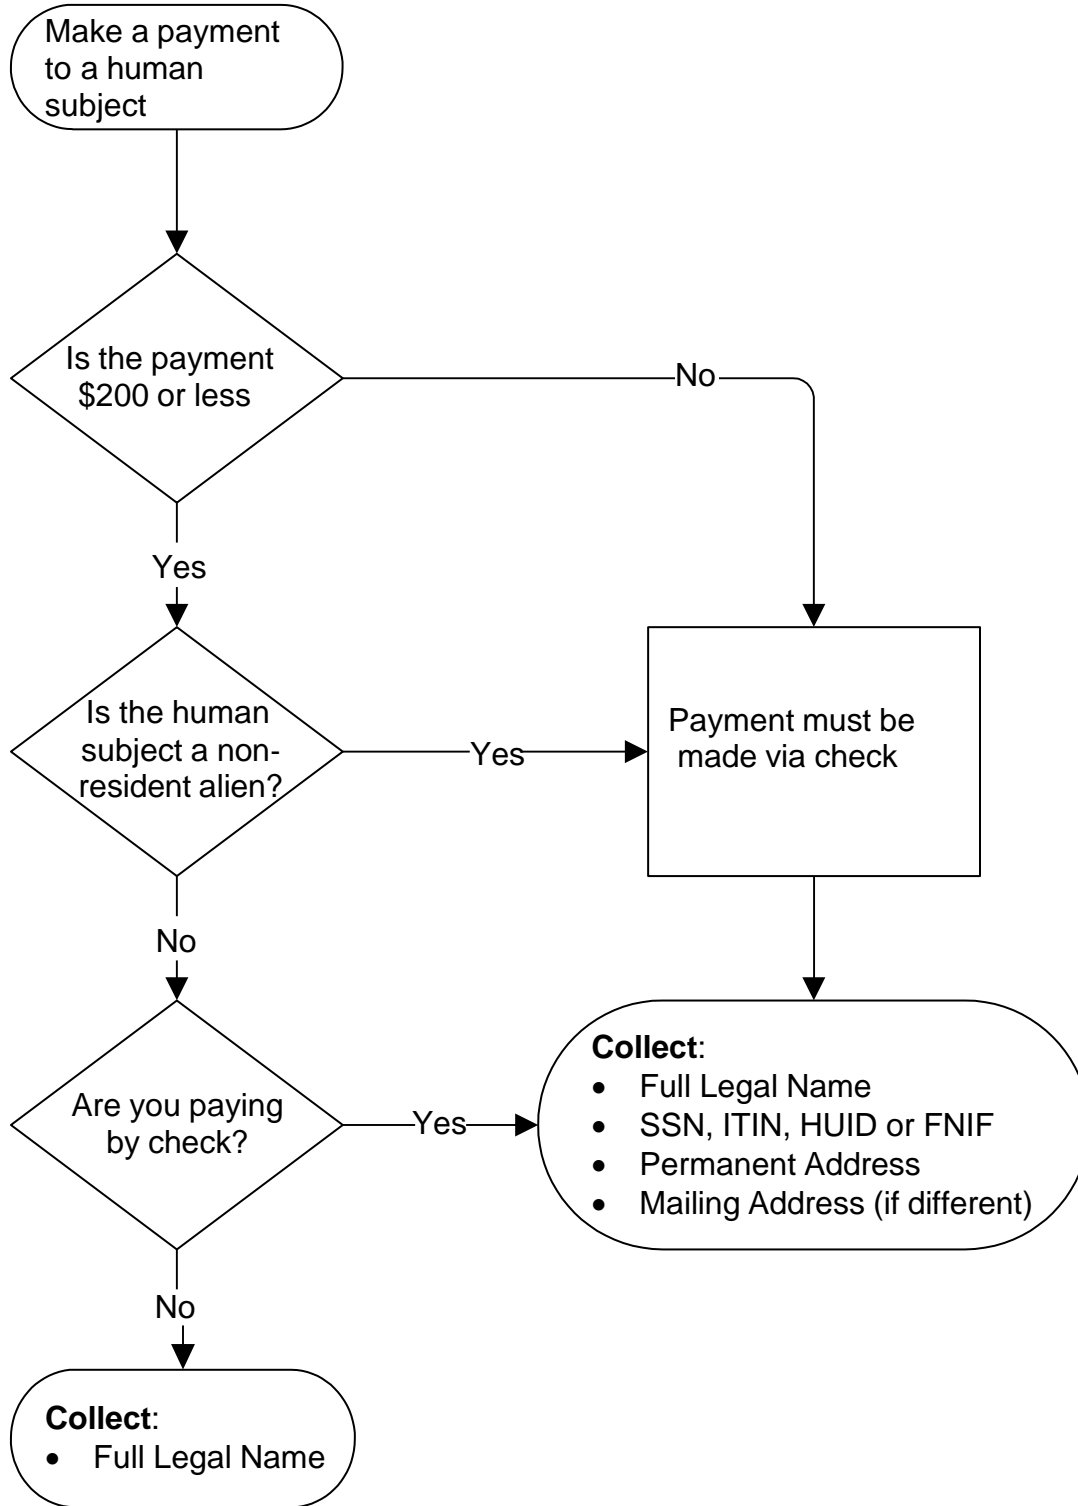 Make a payment
to a human
subject
Is the payment
$200 or less
No
Yes
Is the human
subject a non-
resident alien?
Yes
Payment must be
made via check
No
Are you paying
by check?
Yes
Collect:
• Full Legal Name
• SSN, ITIN, HUID or FNIF
• Permanent Address
• Mailing Address (if different)
No
Collect:
• Full Legal Name